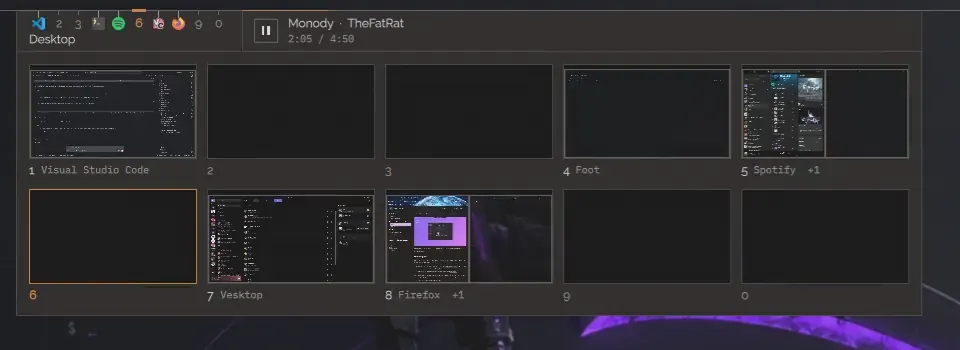 2 3 6 9 0
Desktop
Monody · TheFatRat
2:05 / 4:50
1 Visual Studio Code
2
3
4 Foot
5 Spotify +1
6
7 Vesktop
8 Firefox +1
9
0
$ _